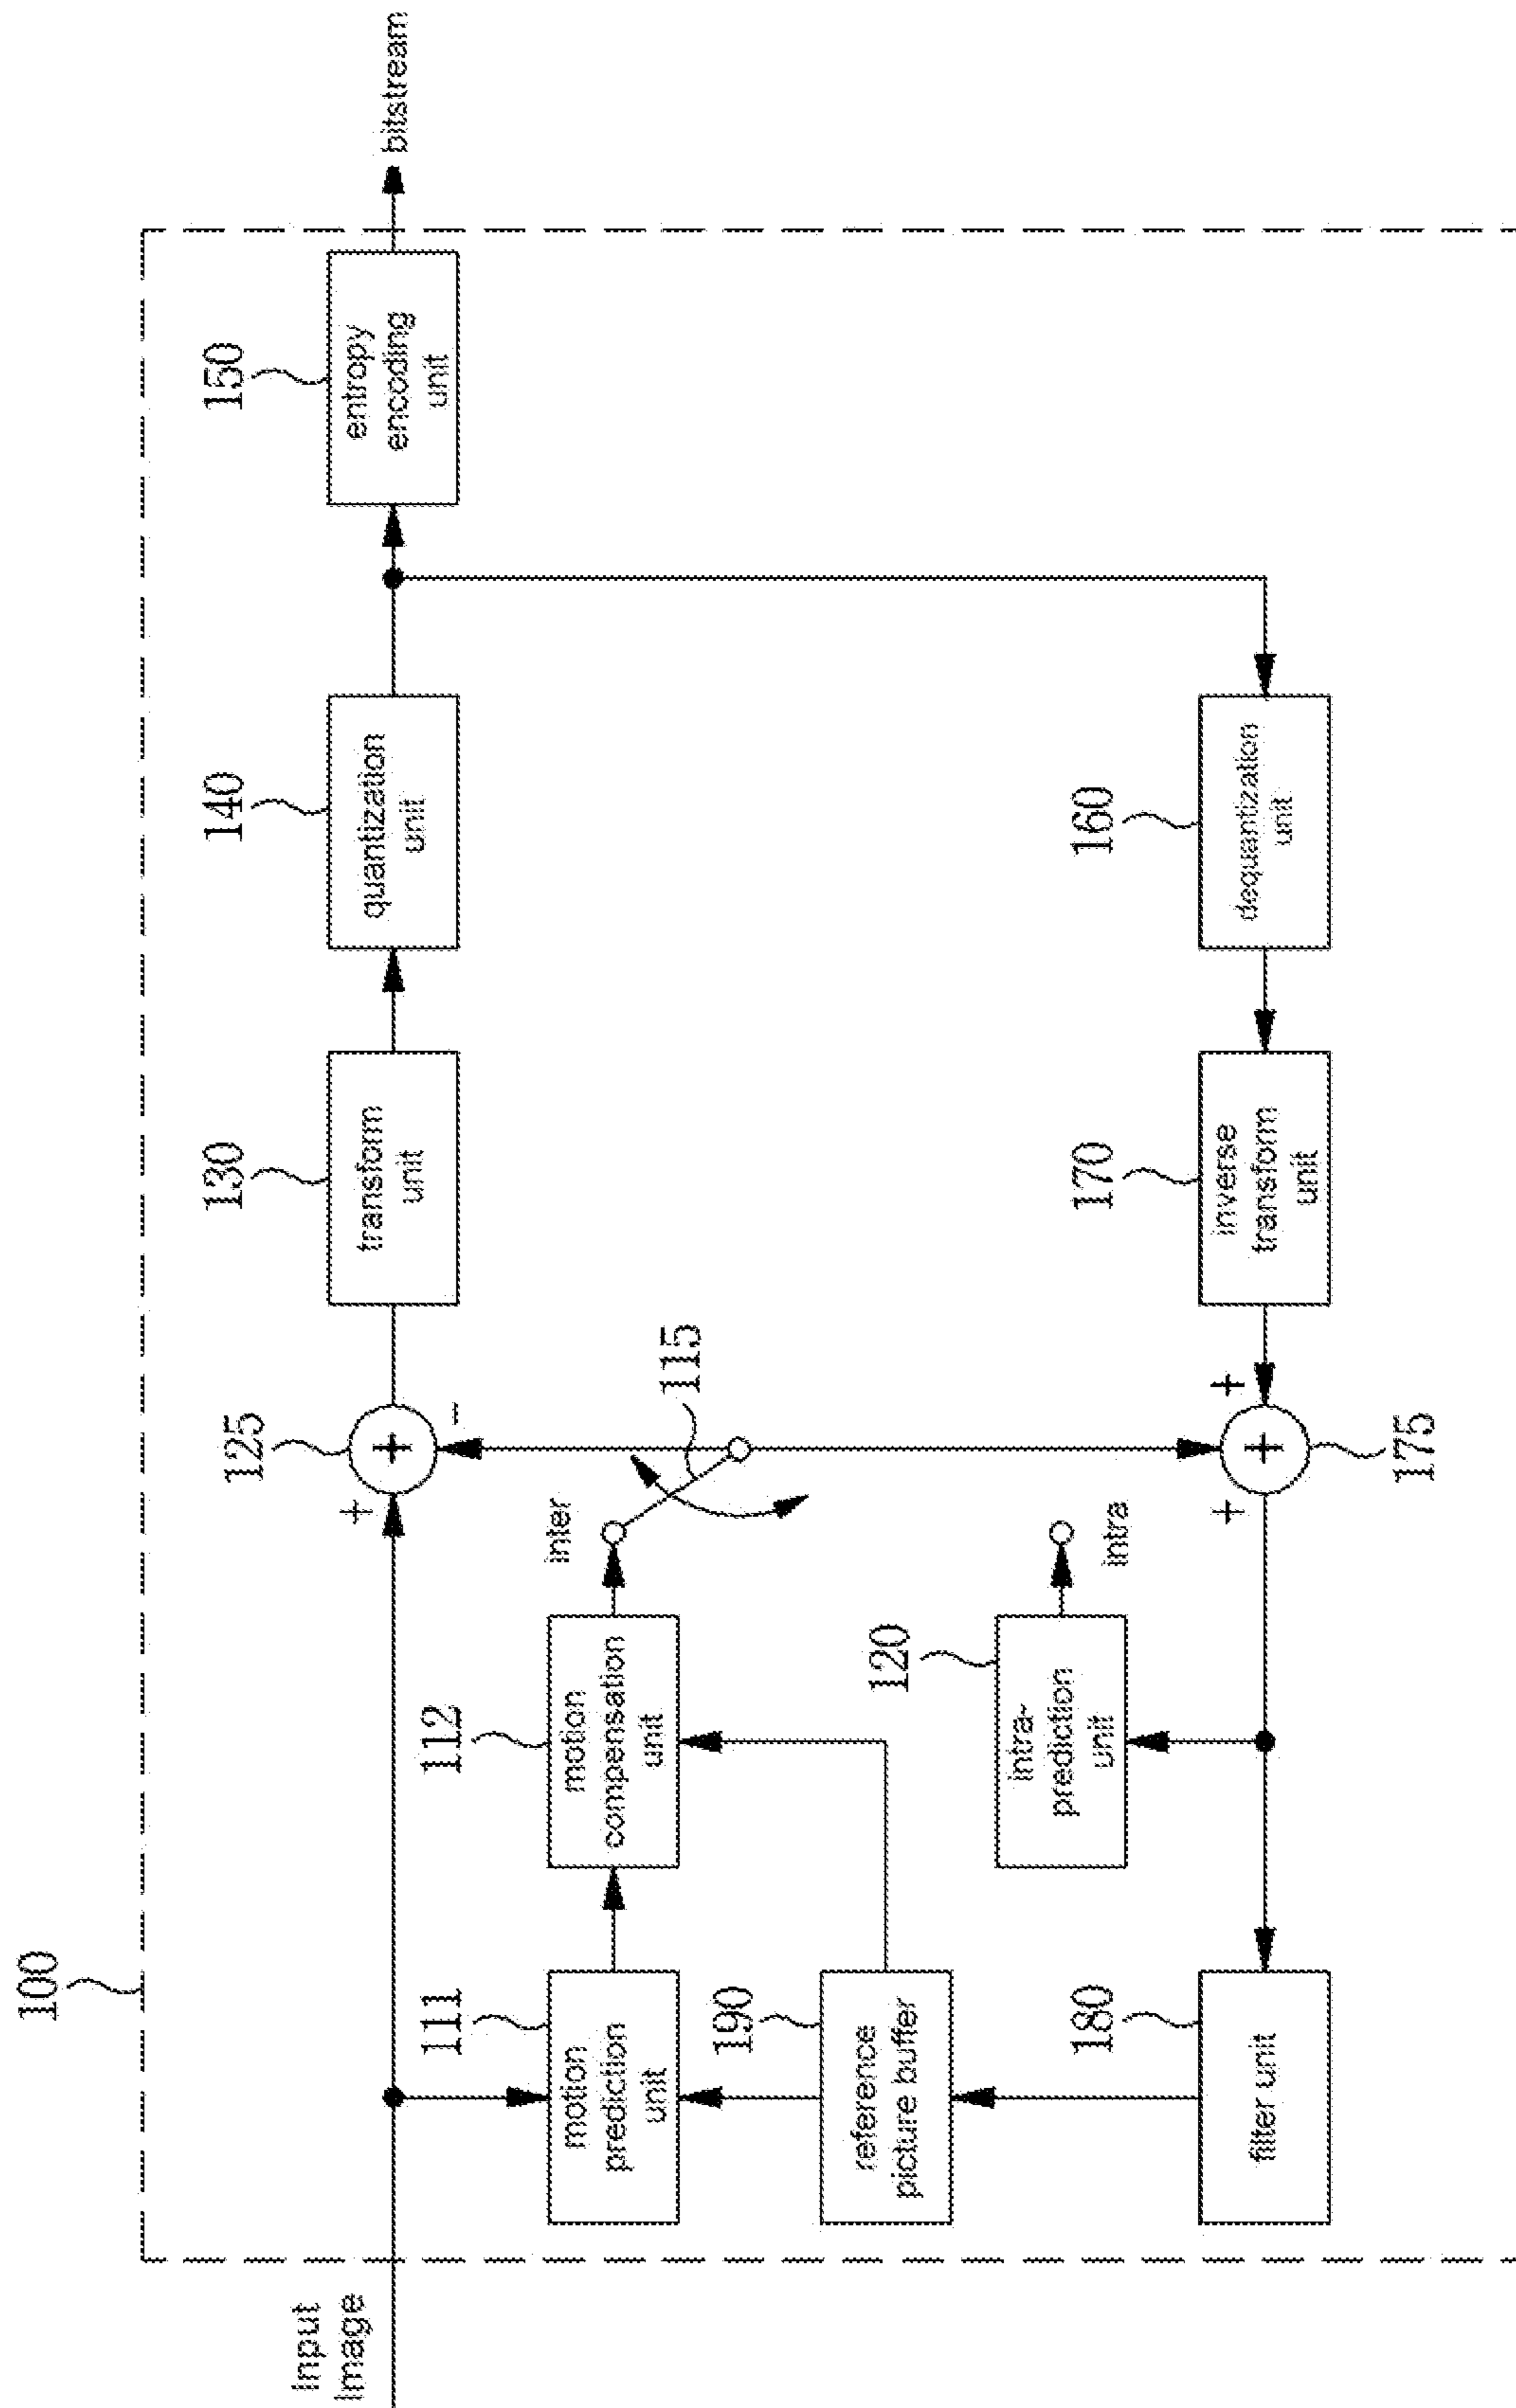 100
Input
Image
125
+
-
+
130
transform
unit
140
quantization
unit
150
entropy
encoding
unit
bitstream
111
motion
prediction
unit
112
motion
compensation
unit
inter
115
190
reference
picture buffer
120
intra-
prediction
unit
intra
180
filter unit
+
+
+
175
170
inverse
transform
unit
160
dequantization
unit